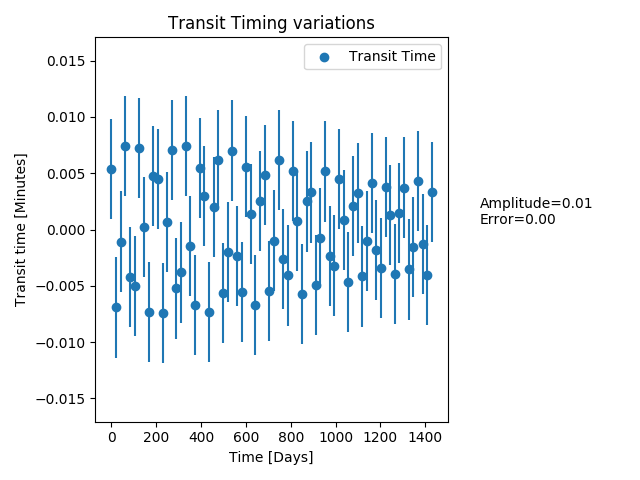 Transit Timing variations
Transit Time
0.015
0.010
0.005
0.000
−0.005
−0.010
−0.015
Transit time [Minutes]
0 200 400 600 800 1000 1200 1400
Time [Days]
Amplitude=0.01
Error=0.00